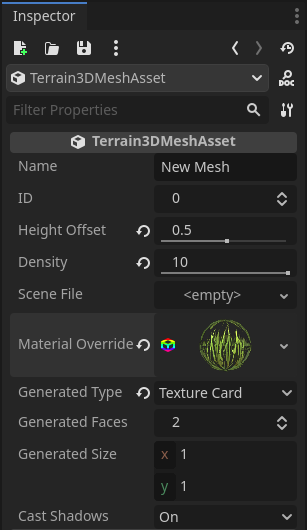 Inspector
Terrain3DMeshAsset
DOC
Filter Properties
Terrain3DMeshAsset
Name New Mesh
ID 0
Height Offset 0.5
Density 10
Scene File <empty>
Material Override
Generated Type Texture Card
Generated Faces 2
Generated Size x 1
y 1
Cast Shadows On